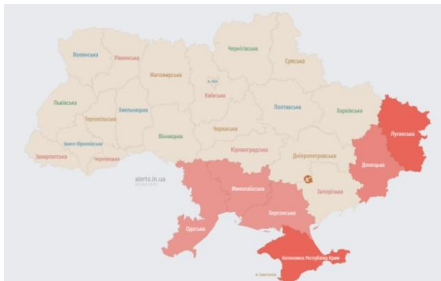 Чернігівська
Волинська
Рівненська
Сумська
Житомирська
Київська
Львівська
Полтавська
Харківська
Тернопільська
Хмельницька
Луганська
Вінницька
Черкаська
Івано-Франківська
Кіровоградська
Дніпропетровська
Донецька
Закарпатська
Чернівецька
alerts.in.ua
Миколаївська
Запорізька
Херсонська
Одеська
Автономна Республіка Крим